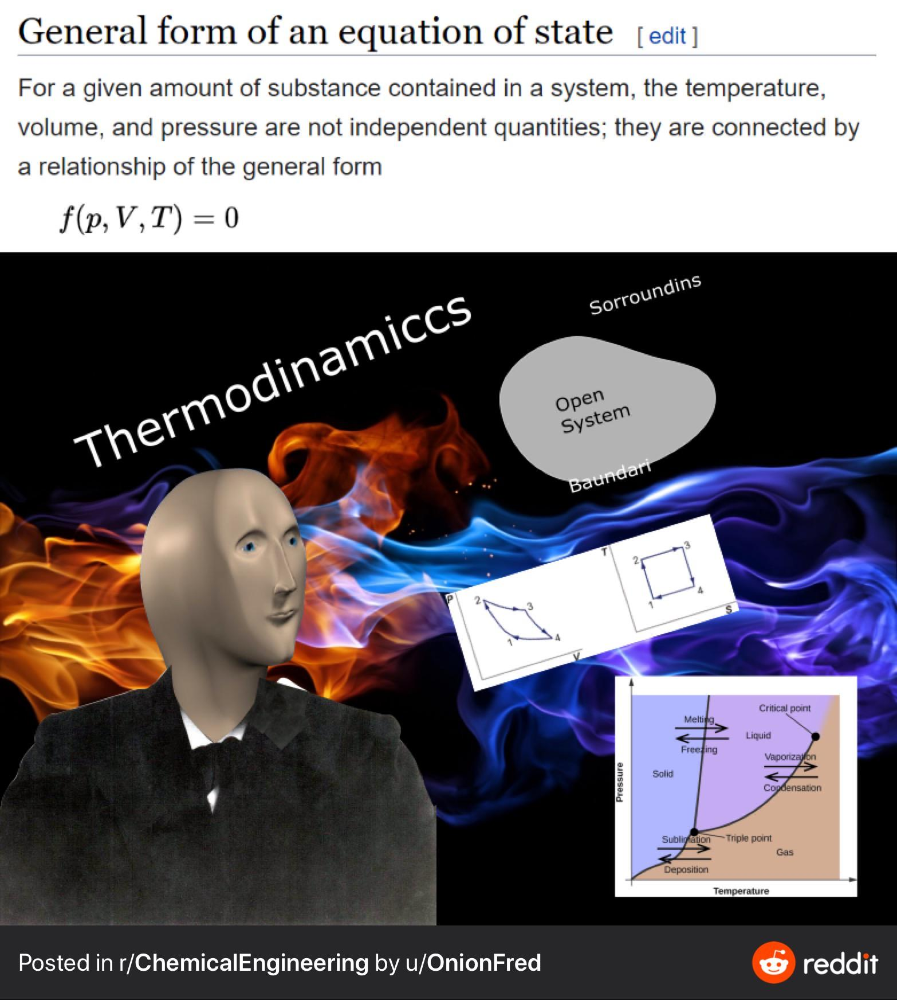 General form of an equation of state [ edit ]
For a given amount of substance contained in a system, the temperature,
volume, and pressure are not independent quantities; they are connected by
a relationship of the general form
f(p, V, T) = 0
Sorroundins
Thermodinamiccs
Open
System
Baundari
P
2
3
1
4
V
T
2
3
1
4
S
Critical point
Melting
Liquid
Freezing
Vaporization
Solid
Condensation
Pressure
Sublimation
Triple point
Gas
Deposition
Temperature
Posted in r/ChemicalEngineering by u/OnionFred
reddit